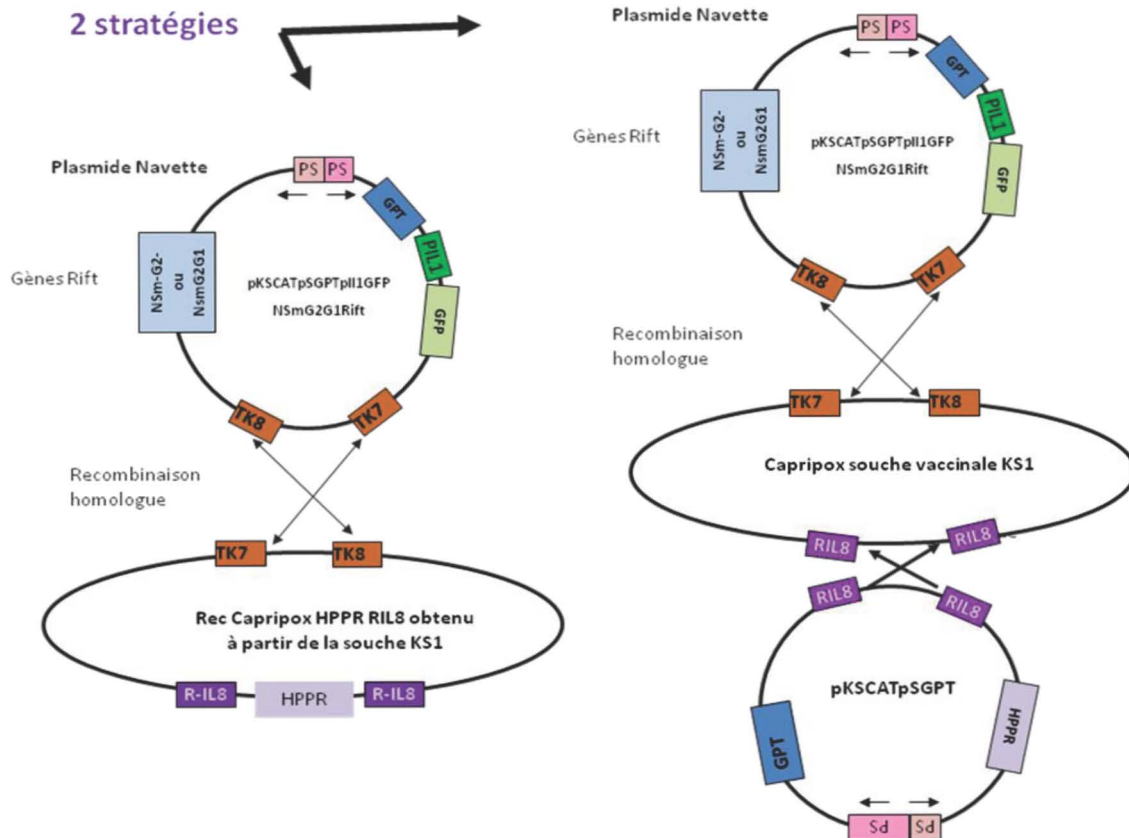 2 stratégies
Plasmide Navette
PS PS
GPT
PIL1
GFP
Gènes Rift
NSm-G2-
ou
NsmG2G1
pKSCATpSGPTpII1GFP
NSmG2G1Rift
TK8
TK7
Recombinaison
homologue
TK7
TK8
Rec Capripox HPPR RIL8 obtenu
à partir de la souche KS1
R-IL8
HPPR
R-IL8
Plasmide Navette
PS PS
GPT
PIL1
GFP
Gènes Rift
NSm-G2-
ou
NsmG2G1
pKSCATpSGPTpII1GFP
NSmG2G1Rift
TK8
TK7
Recombinaison
homologue
TK7
TK8
Capripox souche vaccinale KS1
RIL8
RIL8
RIL8
RIL8
pKSCATpSGPT
GPT
HPPR
Ps
Ps